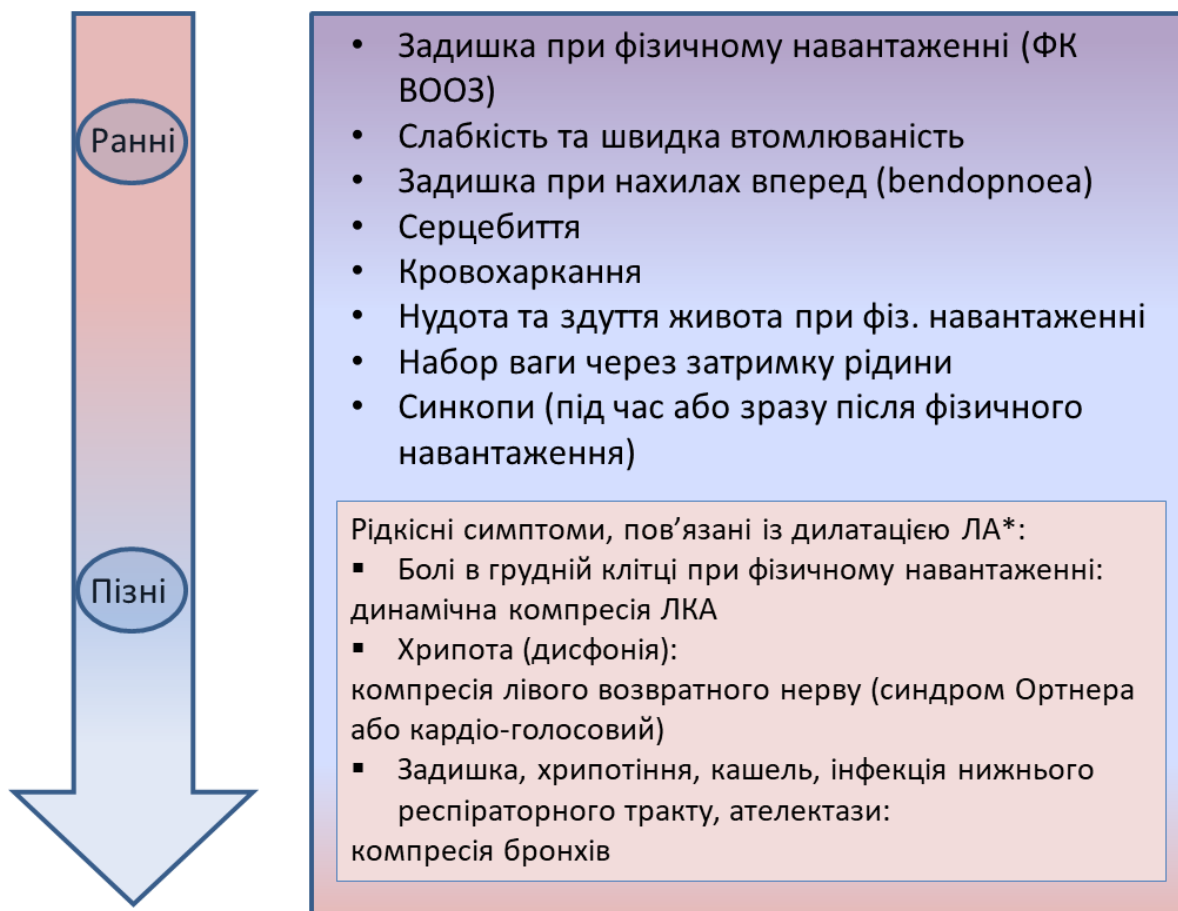 Ранні
Пізні
• Задишка при фізичному навантаженні (ФК
ВООЗ)
• Слабкість та швидка втомлюваність
• Задишка при нахилах вперед (bendopnoea)
• Серцебиття
• Кровохаркання
• Нудота та здуття живота при фіз. навантаженні
• Набор ваги через затримку рідини
• Синкопи (під час або зразу після фізичного
навантаження)
Рідкісні симптоми, пов’язані із дилатацією ЛА*:
▪ Болі в грудній клітці при фізичному навантаженні:
динамічна компресія ЛКА
▪ Хрипота (дисфонія):
компресія лівого возвратного нерву (синдром Ортнера
або кардіо-голосовий)
▪ Задишка, хрипотіння, кашель, інфекція нижнього
респіраторного тракту, ателектази:
компресія бронхів